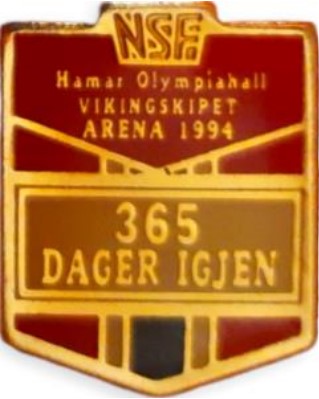 NSF
Hamar Olympiahall
VIKINGSKIPET
ARENA 1994
365
DAGER IGJEN